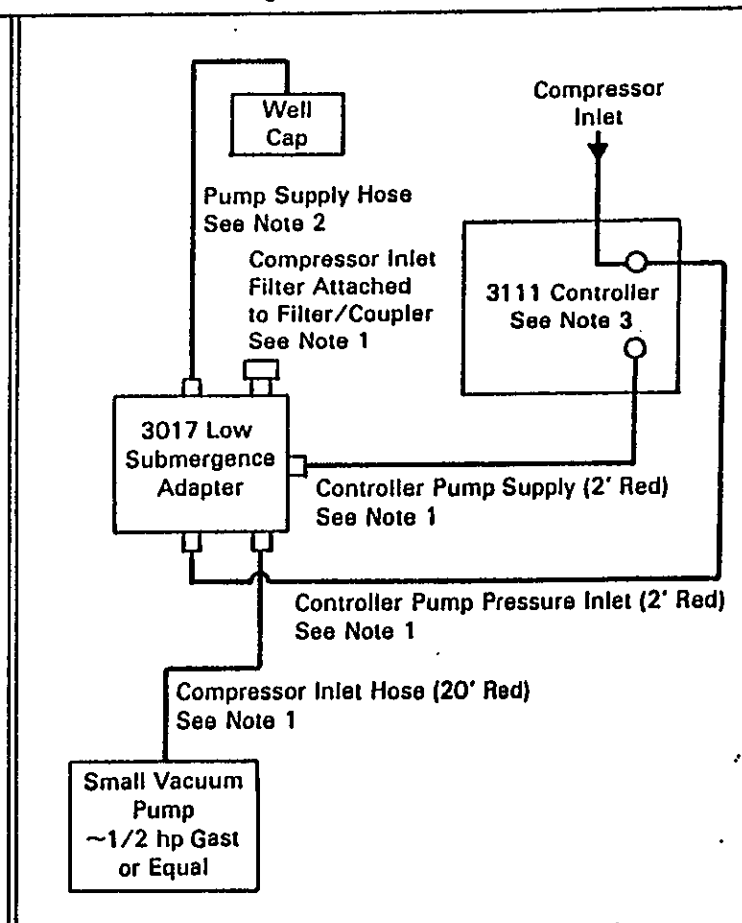 Well
Cap
Compressor
Inlet
Pump Supply Hose
See Note 2
Compressor Inlet
Filter Attached
to Filter/Coupler
See Note 1
3111 Controller
See Note 3
3017 Low
Submergence
Adapter
Controller Pump Supply (2' Red)
See Note 1
Controller Pump Pressure Inlet (2' Red)
See Note 1
Compressor Inlet Hose (20' Red)
See Note 1
Small Vacuum
Pump
~1/2 hp Gast
or Equal